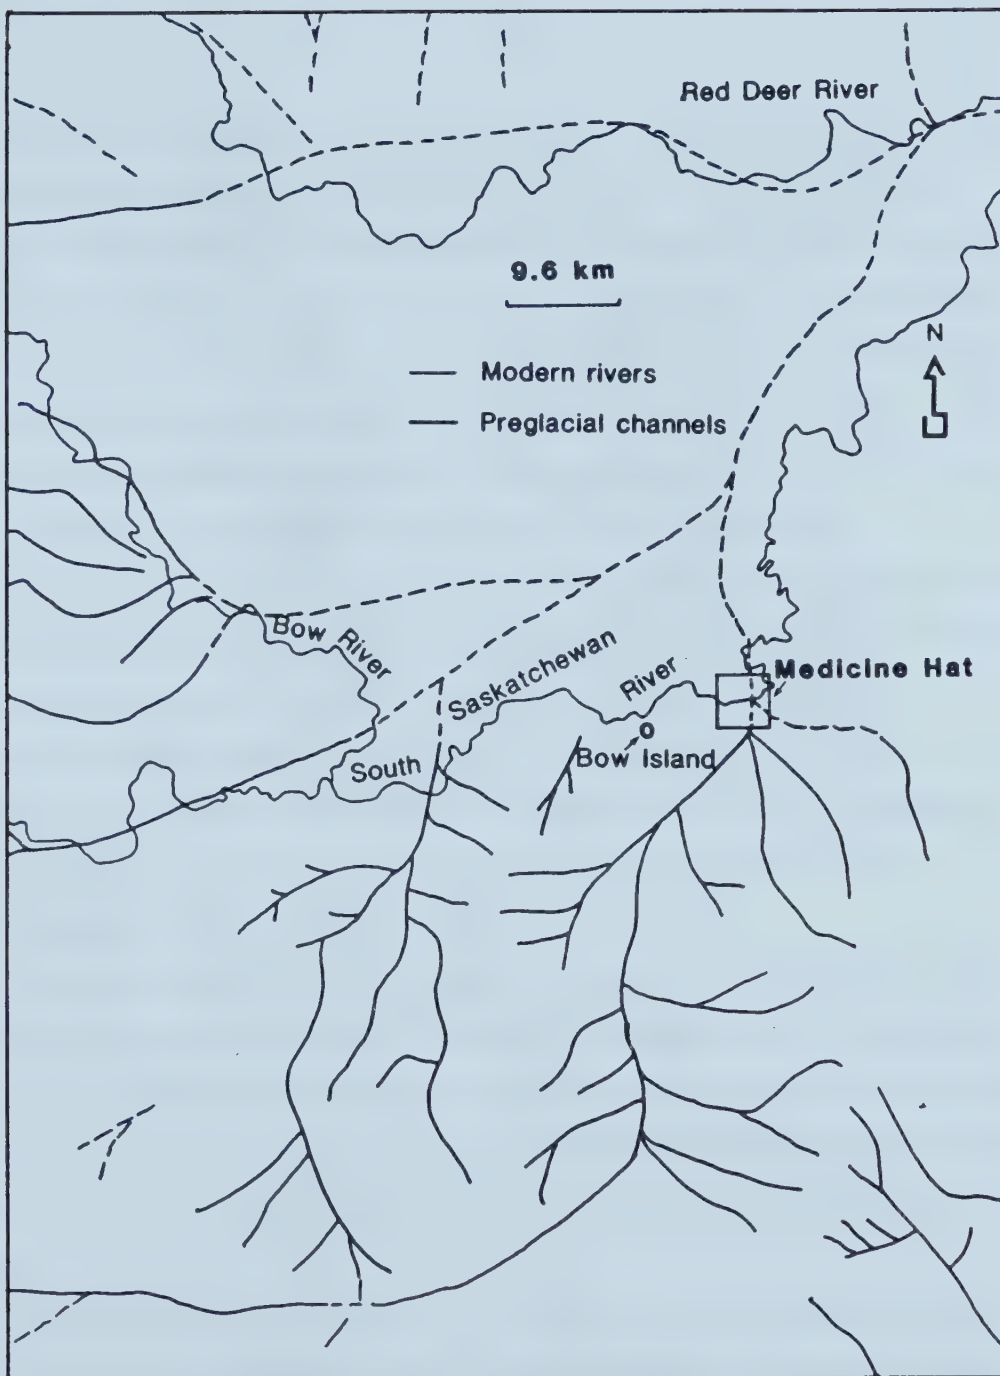 Red Deer River
9.6 km
N
Modern rivers
Preglacial channels
Bow River
Saskatchewan
River
Medicine Hat
Bow Island
South